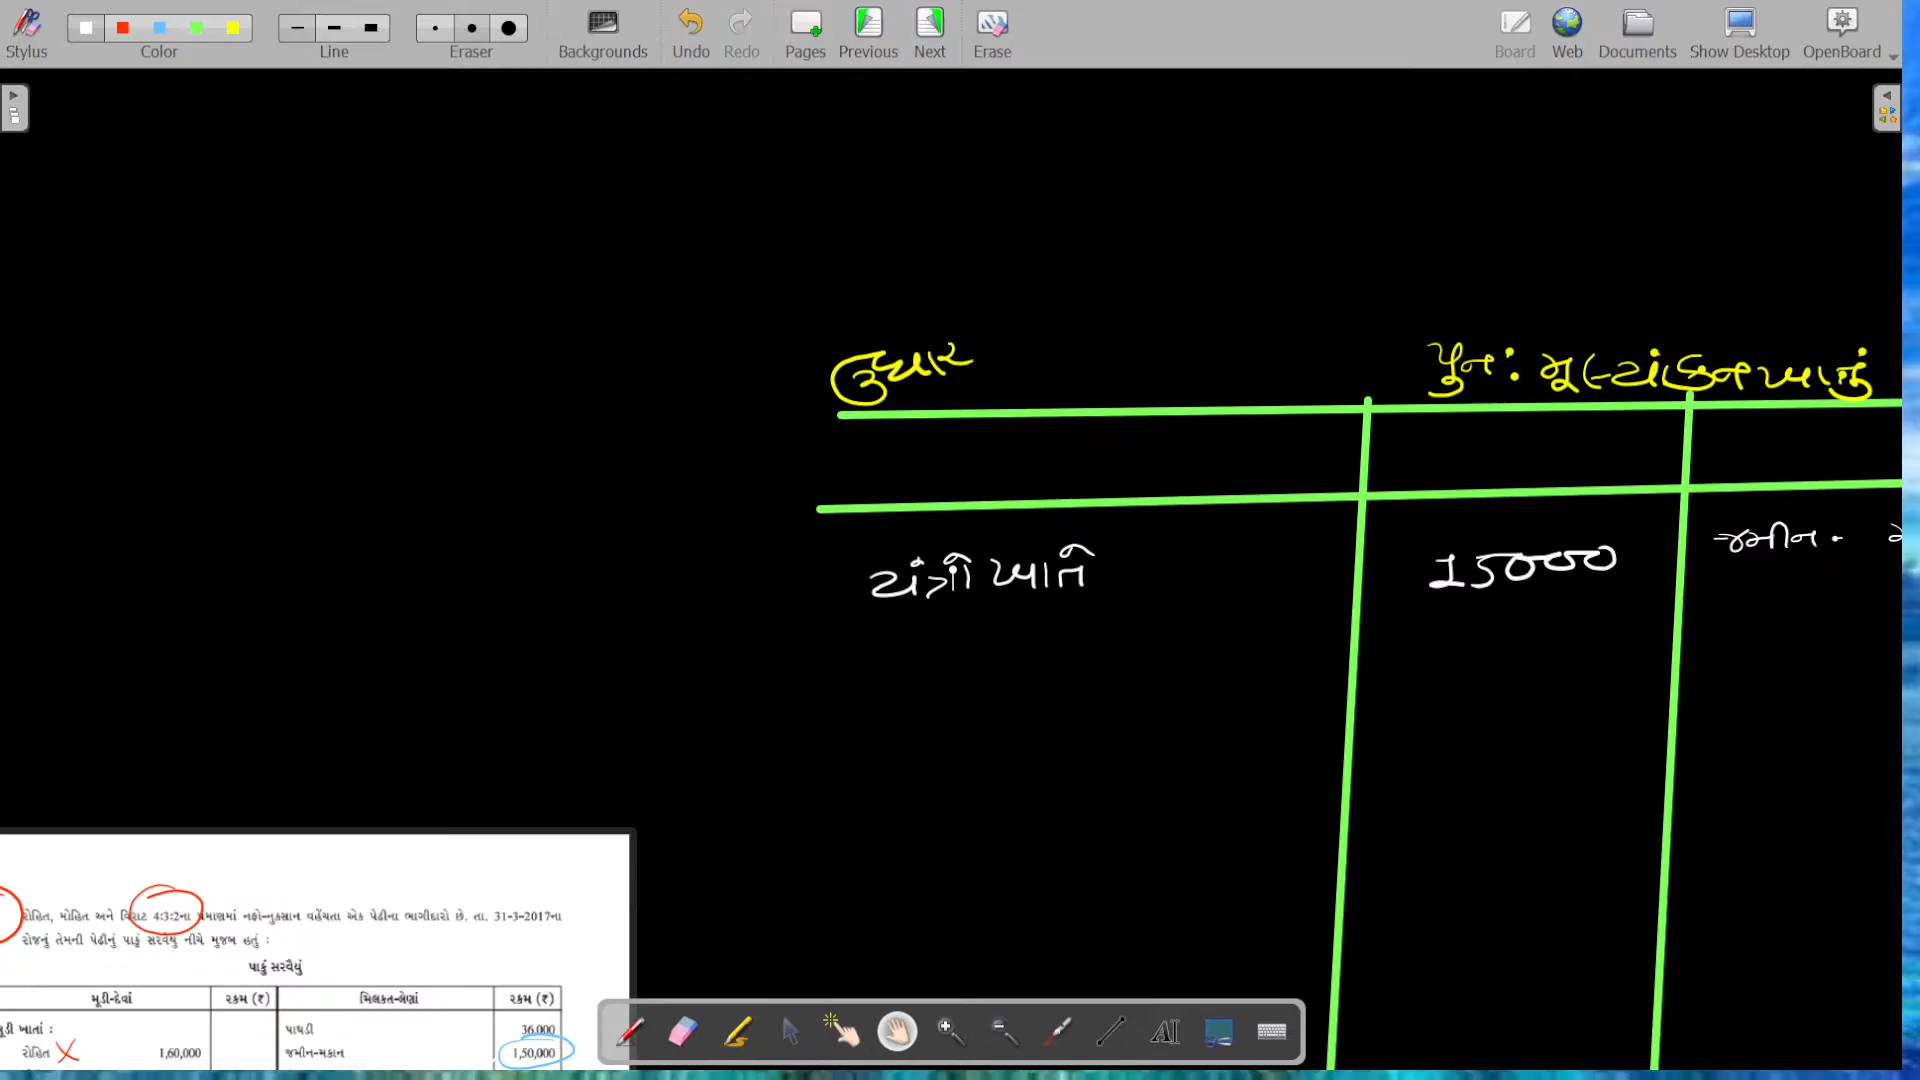 Stylus Color Line Eraser Backgrounds Undo Redo Pages Previous Next Erase Board Web Documents Show Desktop OpenBoard
ઉધાર પુનઃ મૂલ્યાંકન ખાતું
યંત્રો ખાતે 15000 જમીન.
રોહિત, મોહિત અને વિરાટ 4:3:2ના પ્રમાણમાં નફો-નુકસાન વહેંચતા એક પેઢીના ભાગીદારો છે. તા. 31-3-2017ના
રોજનું તેમની પેઢીનું પાકું સરવૈયું નીચે મુજબ હતું :
પાકું સરવૈયું
મૂડી-દેવાં રકમ (₹) મિલકત-લેણાં રકમ (₹)
ખાતાં : પાઘડી 36,000
રોહિત 1,60,000 જમીન-મકાન 1,50,000